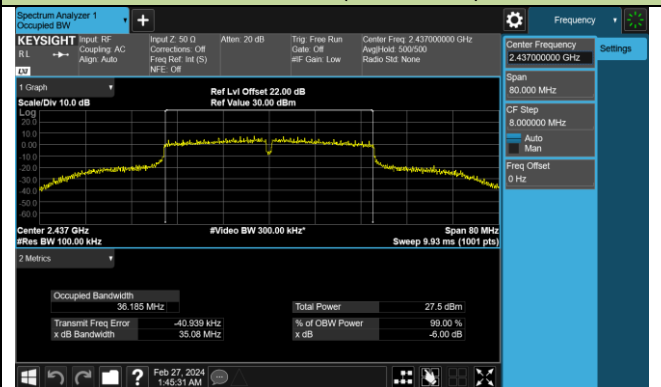 Spectrum Analyzer 1
Occupied BW
Frequency
KEYSIGHT
RL
Input: RF
Coupling: AC
Align: Auto
Input Z: 50 Ω
Corrections: Off
Freq Ref: Int (S)
NFE: Off
Atten: 20 dB
Trig: Free Run
Gate: Off
#IF Gain: Low
Center Freq: 2.437000000 GHz
Avg|Hold: 500/500
Radio Std: None
Center Frequency
2.437000000 GHz
Settings
Span
80.000 MHz
CF Step
8.000000 MHz
Auto
Man
Freq Offset
0 Hz
1 Graph
Scale/Div 10.0 dB
Ref Lvl Offset 22.00 dB
Ref Value 30.00 dBm
Log
20.0
10.0
0.00
-10.0
-20.0
-30.0
-40.0
-50.0
-60.0
Center 2.437 GHz
#Res BW 100.00 kHz
#Video BW 300.00 kHz*
Span 80 MHz
Sweep 9.93 ms (1001 pts)
2 Metrics
Occupied Bandwidth
36.185 MHz
Total Power 27.5 dBm
Transmit Freq Error -40.939 kHz
% of OBW Power 99.00 %
x dB Bandwidth 35.08 MHz
x dB -6.00 dB
?
Feb 27, 2024
1:45:31 AM